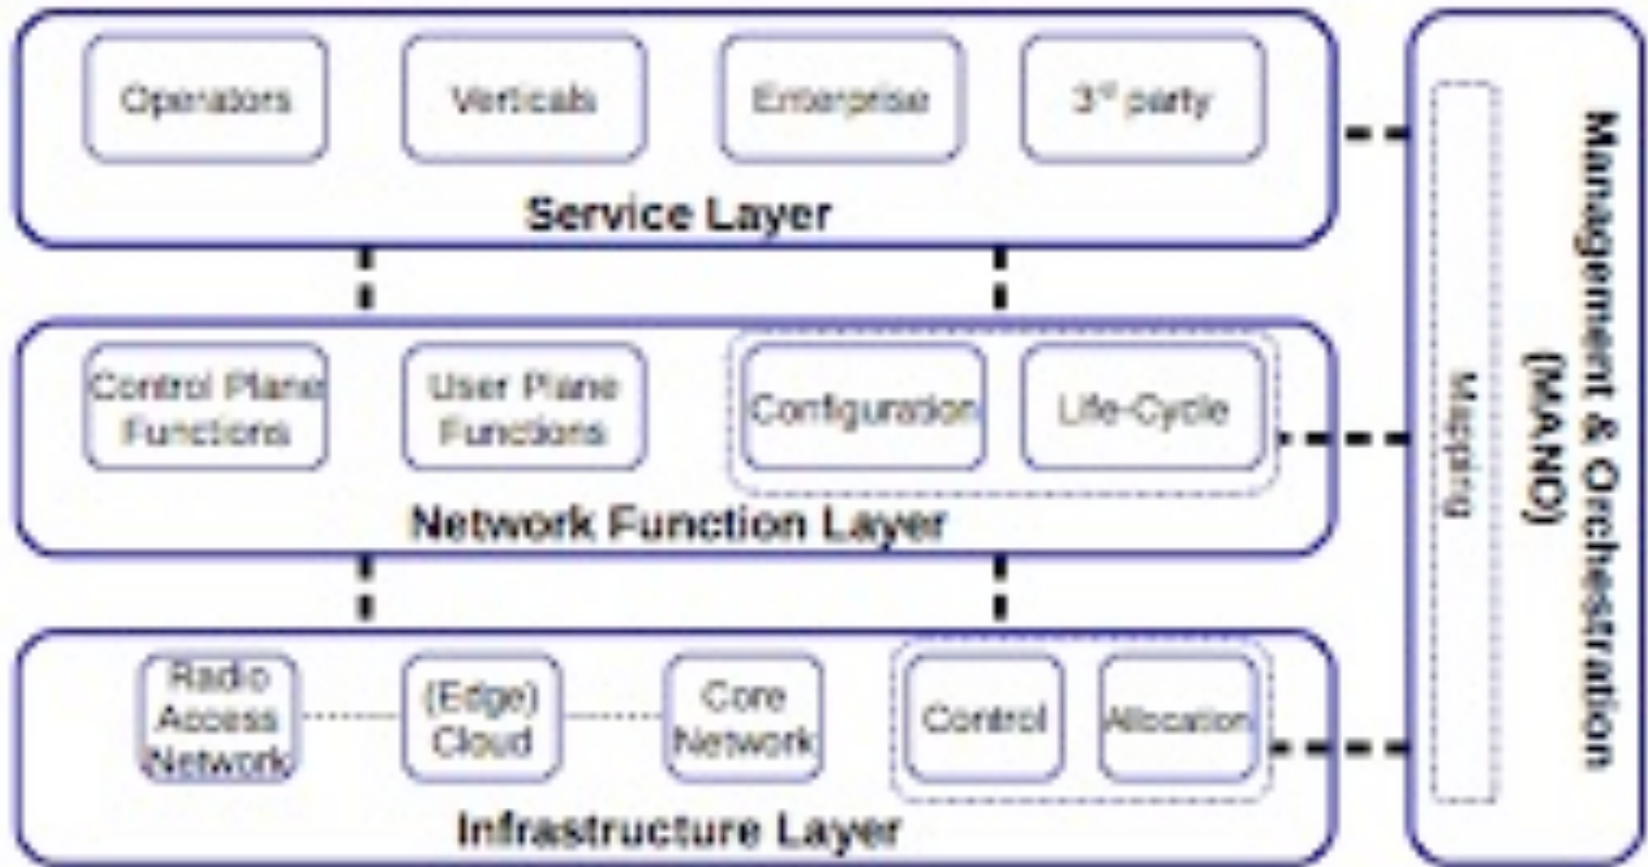 Operators
Verticals
Enterprise
3rd party
Service Layer
Control Plane
Functions
User Plane
Functions
Configuration
Life-Cycle
Network Function Layer
Radio
Access
Network
(Edge)
Cloud
Core
Network
Control
Allocation
Infrastructure Layer
Mapping
Management & Orchestration
(MANO)